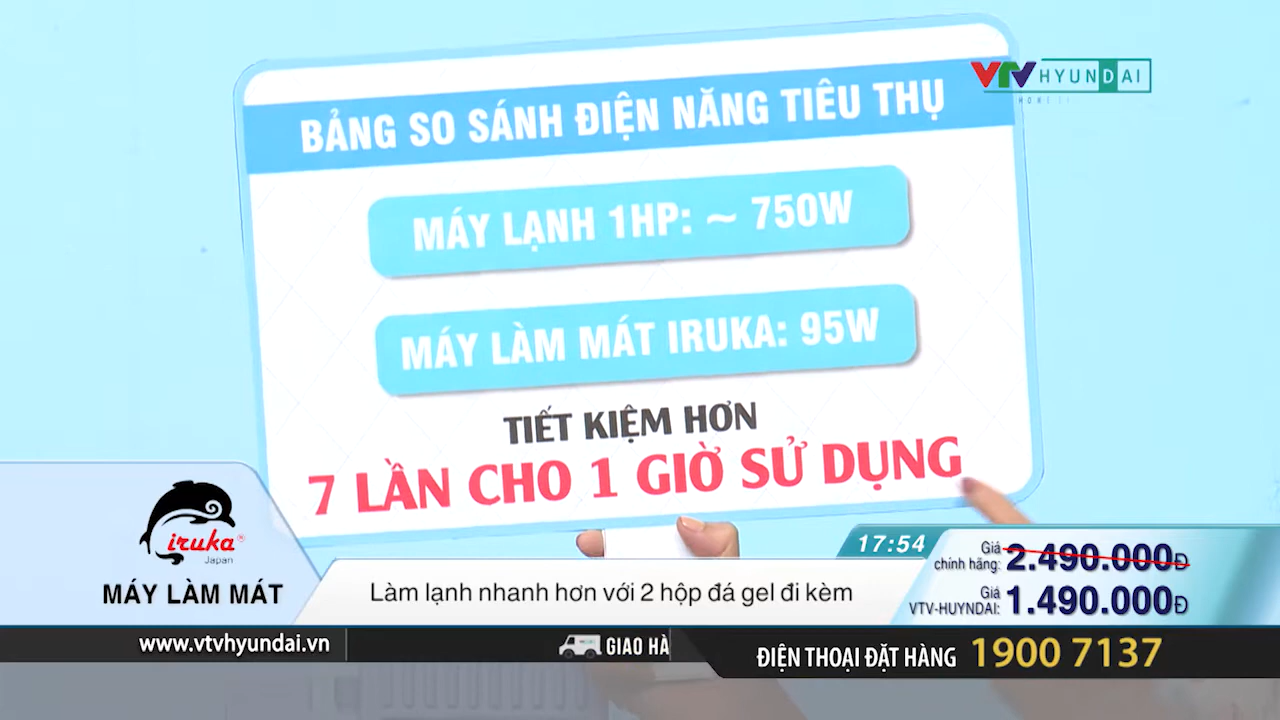 VTV HYUNDAI
BẢNG SO SÁNH ĐIỆN NĂNG TIÊU THỤ
MÁY LẠNH 1HP: ~ 750W
MÁY LÀM MÁT IRUKA: 95W
TIẾT KIỆM HƠN
7 LẦN CHO 1 GIỜ SỬ DỤNG
iruka®
Japan
MÁY LÀM MÁT
Làm lạnh nhanh hơn với 2 hộp đá gel đi kèm
17:54
Giá chính hãng: 2.490.000Đ
Giá VTV-HUYNDAI: 1.490.000Đ
www.vtvhyundai.vn
GIAO HÀ
ĐIỆN THOẠI ĐẶT HÀNG 1900 7137